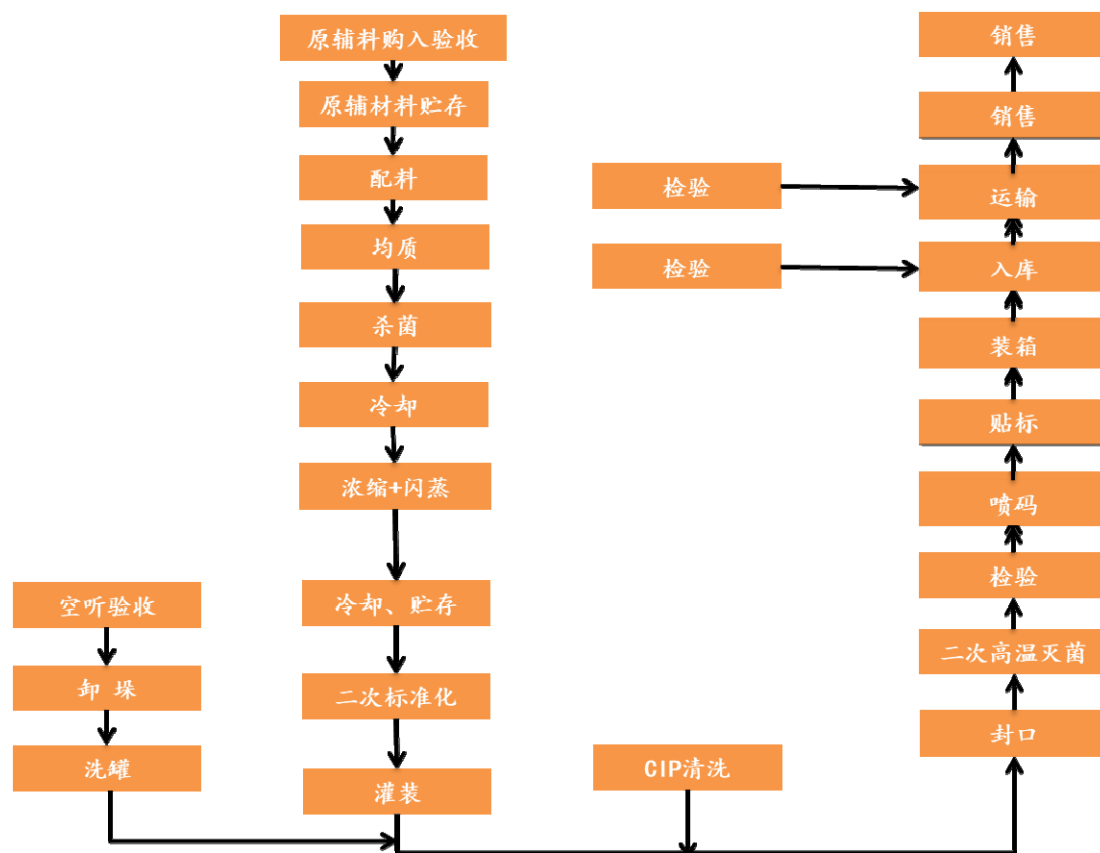 原辅料购入验收
原辅材料贮存
配料
均质
杀菌
冷却
浓缩+闪蒸
冷却、贮存
二次标准化
灌装
空听验收
卸 垛
洗罐
CIP清洗
检验
检验
销售
销售
运输
入库
装箱
贴标
喷码
检验
二次高温灭菌
封口